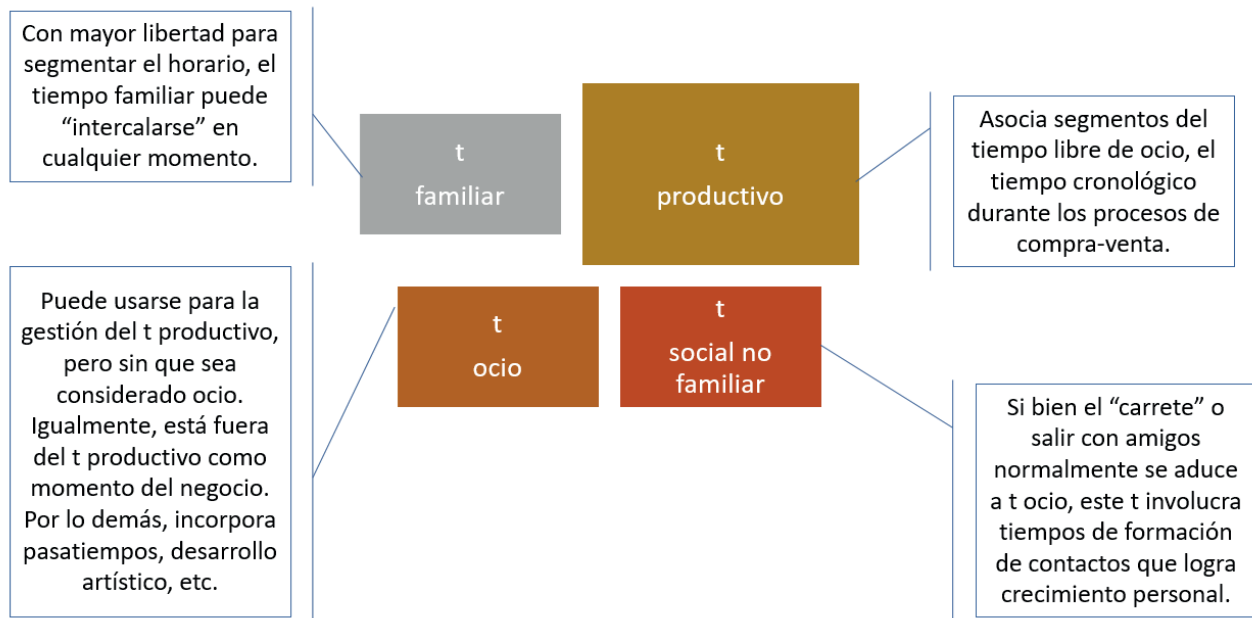 Con mayor libertad para
segmentar el horario, el
tiempo familiar puede
“intercalarse” en
cualquier momento.
t
familiar
t
productivo
Asocia segmentos del
tiempo libre de ocio, el
tiempo cronológico
durante los procesos de
compra-venta.
Puede usarse para la
gestión del t productivo,
pero sin que sea
considerado ocio.
Igualmente, está fuera
del t productivo como
momento del negocio.
Por lo demás, incorpora
pasatiempos, desarrollo
artístico, etc.
t
ocio
t
social no
familiar
Si bien el “carrete” o
salir con amigos
normalmente se aduce
a t ocio, este t involucra
tiempos de formación
de contactos que logra
crecimiento personal.